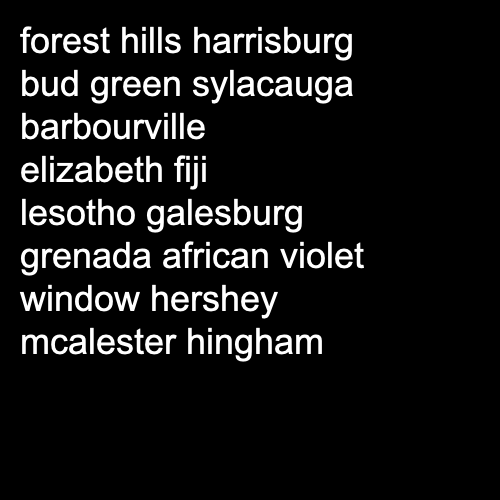 forest hills harrisburg
bud green sylacauga
barbourville
elizabeth fiji
lesotho galesburg
grenada african violet
window hershey
mcalester hingham